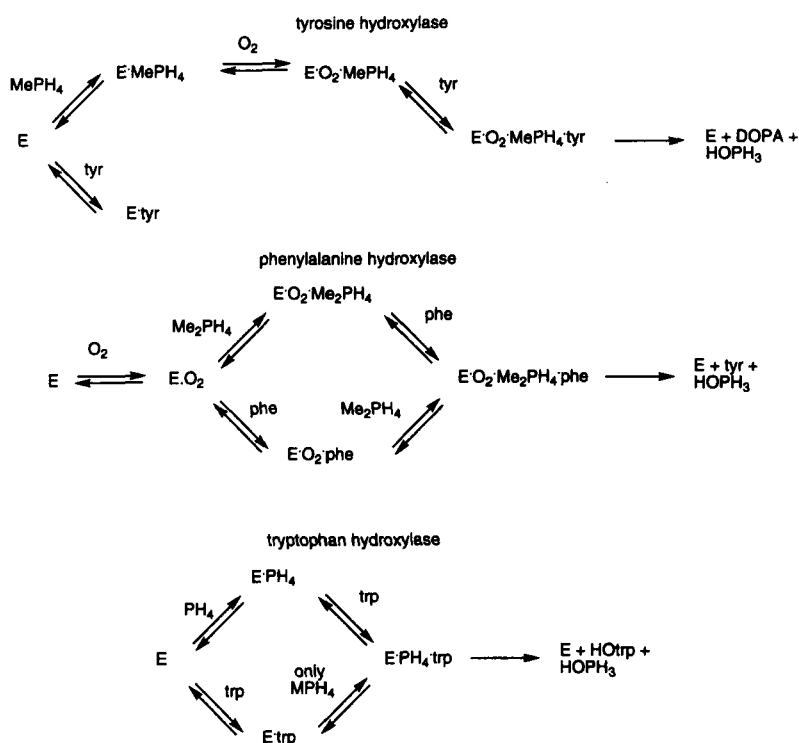 tyrosine hydroxylase
O₂
MePH₄
E·MePH₄
E·O₂·MePH₄
tyr
E
E·O₂·MePH₄·tyr
E + DOPA +
HOPH₃
tyr
E·tyr
phenylalanine hydroxylase
E·O₂·Me₂PH₄
Me₂PH₄
phe
O₂
E
E.O₂
E·O₂·Me₂PH₄·phe
E + tyr +
HOPH₃
phe
Me₂PH₄
E·O₂·phe
tryptophan hydroxylase
E·PH₄
PH₄
trp
E
E·PH₄·trp
E + HOtrp +
HOPH₃
only
MPH₄
trp
E·trp